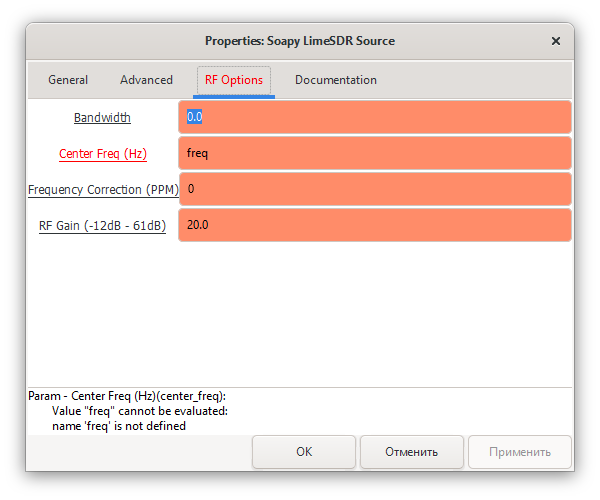 Properties: Soapy LimeSDR Source
General Advanced RF Options Documentation
Bandwidth 0.0
Center Freq (Hz) freq
Frequency Correction (PPM) 0
RF Gain (-12dB - 61dB) 20.0
Param - Center Freq (Hz)(center_freq):
Value "freq" cannot be evaluated:
name 'freq' is not defined
OK Отменить Применить